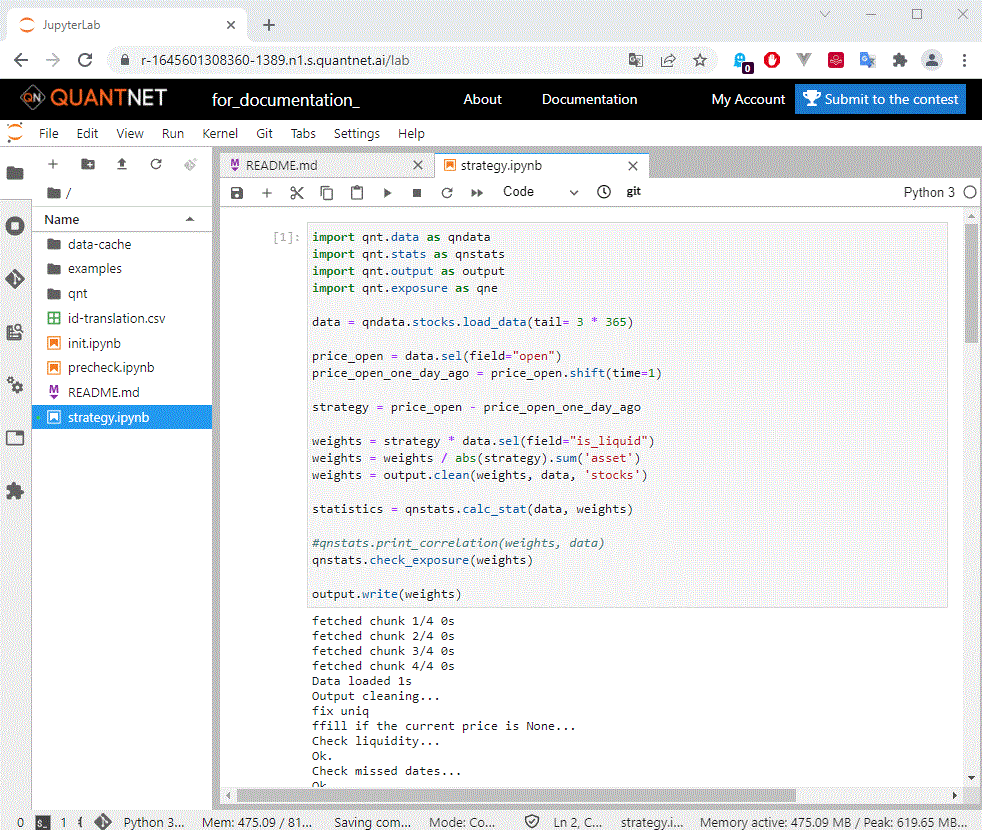 JupyterLab
r-1645601308360-1389.n1.s.quantnet.ai/lab
0
QN QUANTNET
for_documentation_
About
Documentation
My Account
Submit to the contest
File Edit View Run Kernel Git Tabs Settings Help
README.md
strategy.ipynb
/
Code
git
Python 3
Name
data-cache
examples
qnt
id-translation.csv
init.ipynb
precheck.ipynb
README.md
strategy.ipynb
[1]:
import qnt.data as qndata
import qnt.stats as qnstats
import qnt.output as output
import qnt.exposure as qne
data = qndata.stocks.load_data(tail= 3 * 365)
price_open = data.sel(field="open")
price_open_one_day_ago = price_open.shift(time=1)
strategy = price_open - price_open_one_day_ago
weights = strategy * data.sel(field="is_liquid")
weights = weights / abs(strategy).sum('asset')
weights = output.clean(weights, data, 'stocks')
statistics = qnstats.calc_stat(data, weights)
#qnstats.print_correlation(weights, data)
qnstats.check_exposure(weights)
output.write(weights)
fetched chunk 1/4 0s
fetched chunk 2/4 0s
fetched chunk 3/4 0s
fetched chunk 4/4 0s
Data loaded 1s
Output cleaning...
fix uniq
ffill if the current price is None...
Check liquidity...
Ok.
Check missed dates...
Ok
0 1 Python 3... Mem: 475.09 / 81... Saving com... Mode: Co... Ln 2, C... strategy.i... Memory active: 475.09 MB / Peak: 619.65 MB...